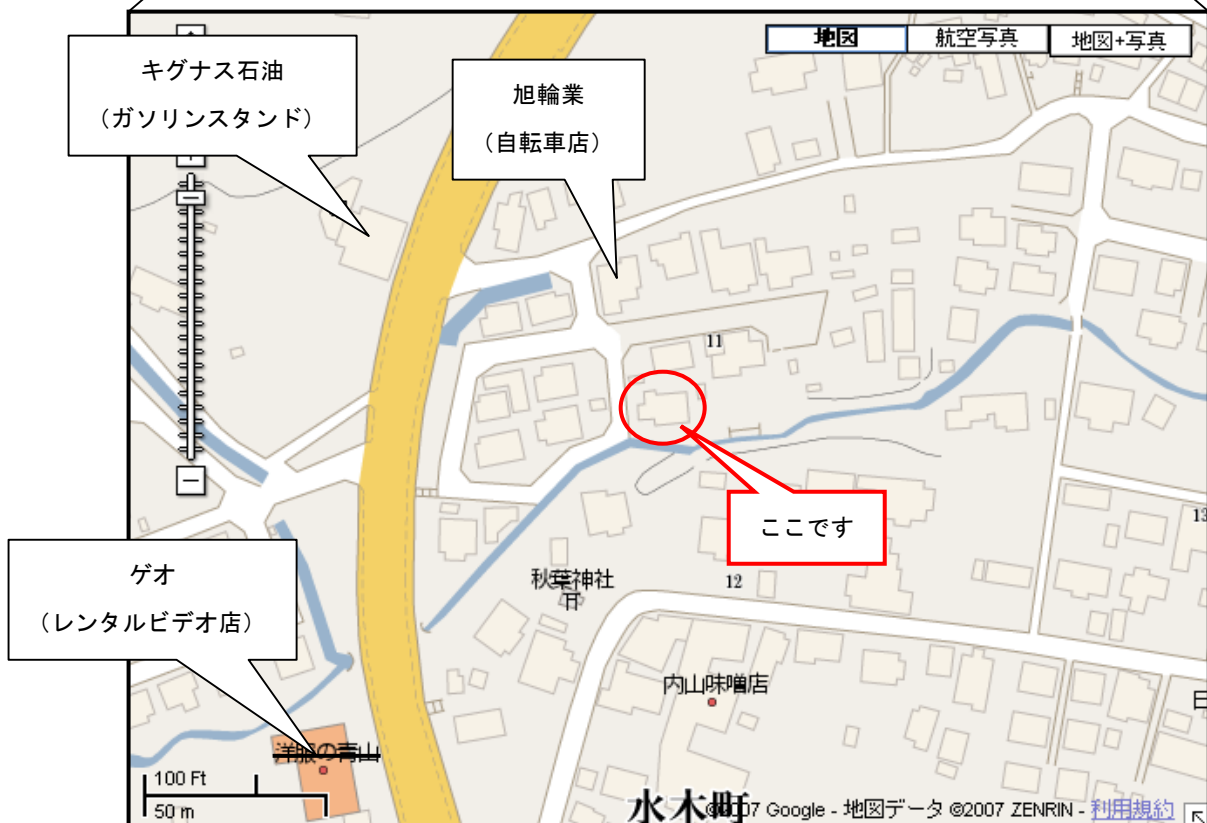 地図
航空写真
地図+写真
キグナス石油
（ガソリンスタンド）
旭輪業
（自転車店）
11
ここです
13
秋葉神社
12
ゲオ
（レンタルビデオ店）
内山味噌店
日
洋服の青山
100 Ft
50 m
水木町
07 Google - 地図データ ©2007 ZENRIN - 利用規約